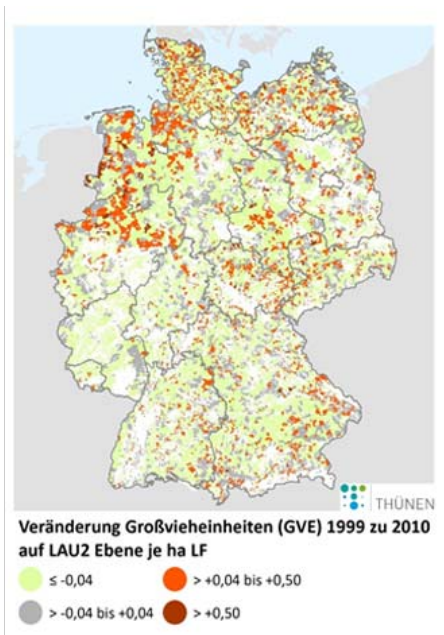 THÜNEN
Veränderung Großvieheinheiten (GVE) 1999 zu 2010
auf LAU2 Ebene je ha LF
≤ -0,04
> +0,04 bis +0,50
> -0,04 bis +0,04
> +0,50